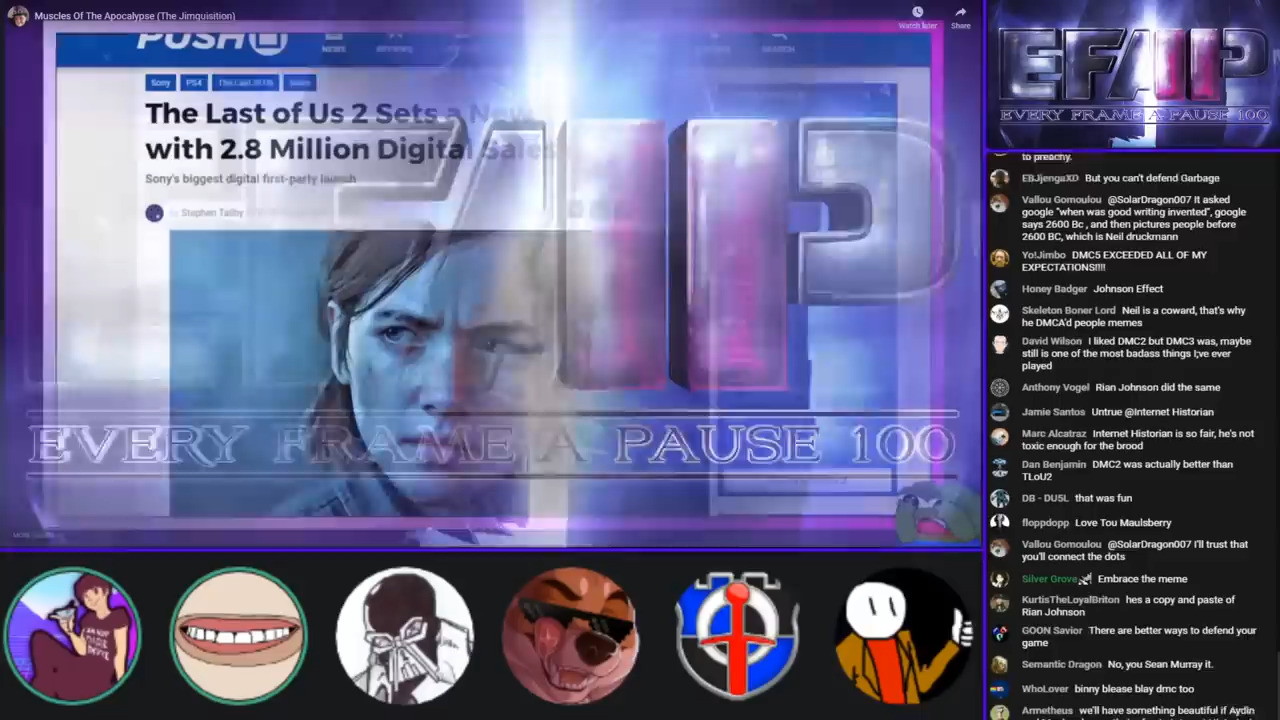 Muscles Of The Apocalypse (The Jimquisition)
Watch later
Share
PUSH
NEWS
REVIEWS
SEARCH
Sony
PS4
The Last of Us 2 Sets a New
with 2.8 Million Digital Sales
Sony's biggest digital first-party launch
by Stephen Tailby
EFAP
EVERY FRAME A PAUSE 100
EFAP
EVERY FRAME A PAUSE 100
to preachy.
EBJjengaXD But you can't defend Garbage
Vallou Gomoulou @SolarDragon007 It asked
google "when was good writing invented", google
says 2600 Bc , and then pictures people before
2600 BC, which is Neil druckmann
Yo!Jimbo DMC5 EXCEEDED ALL OF MY
EXPECTATIONS!!!!
Honey Badger Johnson Effect
Skeleton Boner Lord Neil is a coward, that's why
he DMCA'd people memes
David Wilson I liked DMC2 but DMC3 was, maybe
still is one of the most badass things I;ve ever
played
Anthony Vogel Rian Johnson did the same
Jamie Santos Untrue @Internet Historian
Marc Alcatraz Internet Historian is so fair, he's not
toxic enough for the brood
Dan Benjamin DMC2 was actually better than
TLoU2
DB - DU5L that was fun
floppdopp Love Tou Maulsberry
Vallou Gomoulou @SolarDragon007 I'll trust that
you'll connect the dots
Silver Grove Embrace the meme
KurtisTheLoyalBriton hes a copy and paste of
Rian Johnson
GOON Savior There are better ways to defend your
game
Semantic Dragon No, you Sean Murray it.
WhoLover binny blease blay dmc too
Armetheus we'll have something beautiful if Aydin